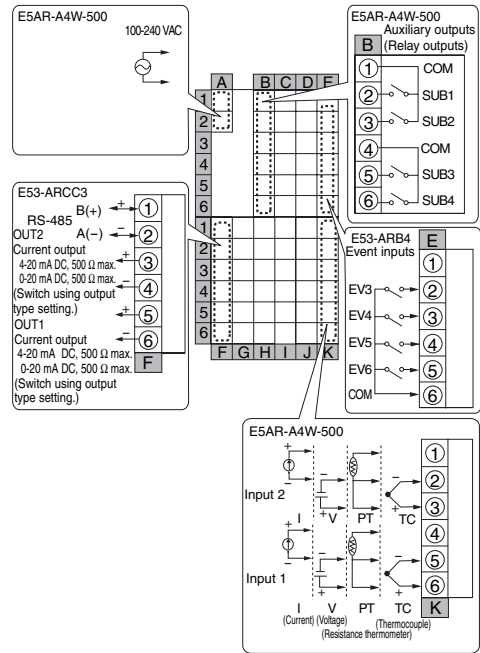 E5AR-A4W-500
100-240 VAC
E5AR-A4W-500
Auxiliary outputs
(Relay outputs)
B
① COM
② SUB1
③ SUB2
④ COM
⑤ SUB3
⑥ SUB4
A B C D E
1
2
3
4
5
6
1
2
3
4
5
6
F G H I J K
E53-ARCC3
RS-485
B(+) + ①
A(−) − ②
OUT2
Current output
4-20 mA DC, 500 Ω max.
0-20 mA DC, 500 Ω max.
(Switch using output
type setting.)
+ ③
− ④
OUT1
Current output
4-20 mA DC, 500 Ω max.
0-20 mA DC, 500 Ω max.
(Switch using output
type setting.)
+ ⑤
− ⑥
F
E53-ARB4
Event inputs
E
①
EV3 ②
EV4 ③
EV5 ④
EV6 ⑤
COM ⑥
E5AR-A4W-500
+ − − ①
②
③
④
⑤
⑥
K
Input 2
− + +
I V PT TC
+ − −
Input 1
− + +
I V PT TC
(Current) (Voltage) (Thermocouple)
(Resistance thermometer)